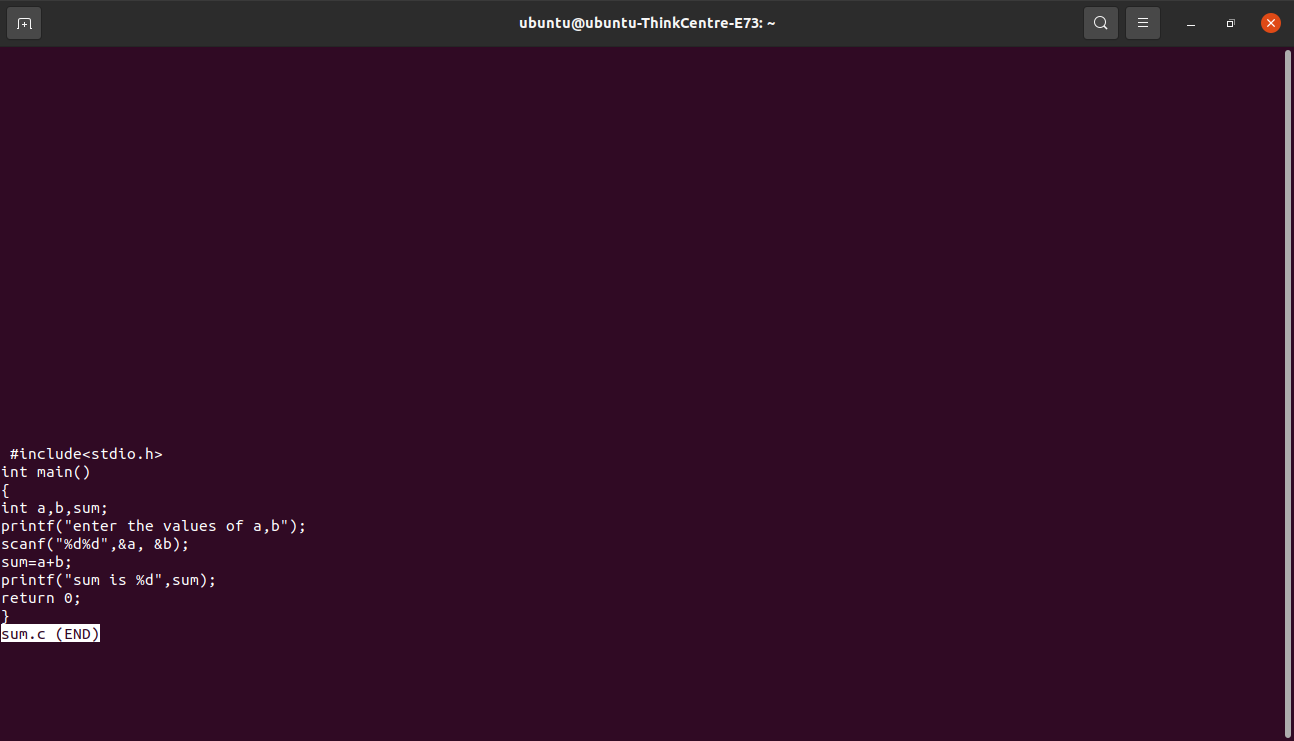 ubuntu@ubuntu-ThinkCentre-E73: ~
 #include<stdio.h>
int main()
{
int a,b,sum;
printf("enter the values of a,b");
scanf("%d%d",&a, &b);
sum=a+b;
printf("sum is %d",sum);
return 0;
}
sum.c (END)